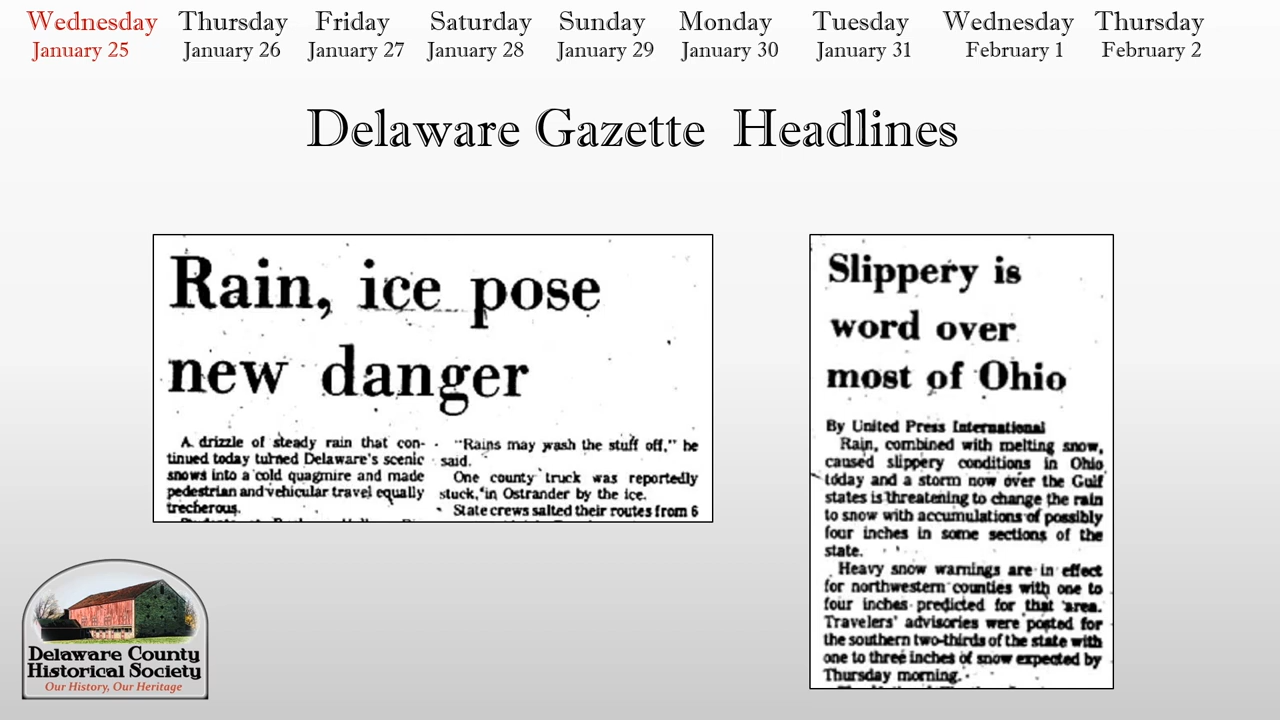 Wednesday Thursday Friday Saturday Sunday Monday Tuesday Wednesday Thursday
January 25 January 26 January 27 January 28 January 29 January 30 January 31 February 1 February 2
Delaware Gazette Headlines
Rain, ice pose
new danger
A drizzle of steady rain that con-
tinued today turned Delaware's scenic
snows into a cold quagmire and made
pedestrian and vehicular travel equally
trecherous.
"Rains may wash the stuff off," he
said.
One county truck was reportedly
stuck, in Ostrander by the ice.
State crews salted their routes from 6
Slippery is
word over
most of Ohio
By United Press International
Rain, combined with melting snow,
caused slippery conditions in Ohio
today and a storm now over the Gulf
states is threatening to change the rain
to snow with accumulations of possibly
four inches in some sections of the
state.
Heavy snow warnings are in effect
for northwestern counties with one to
four inches predicted for that area.
Travelers' advisories were posted for
the southern two-thirds of the state with
one to three inches of snow expected by
Thursday morning.
Delaware County
Historical Society
Our History, Our Heritage